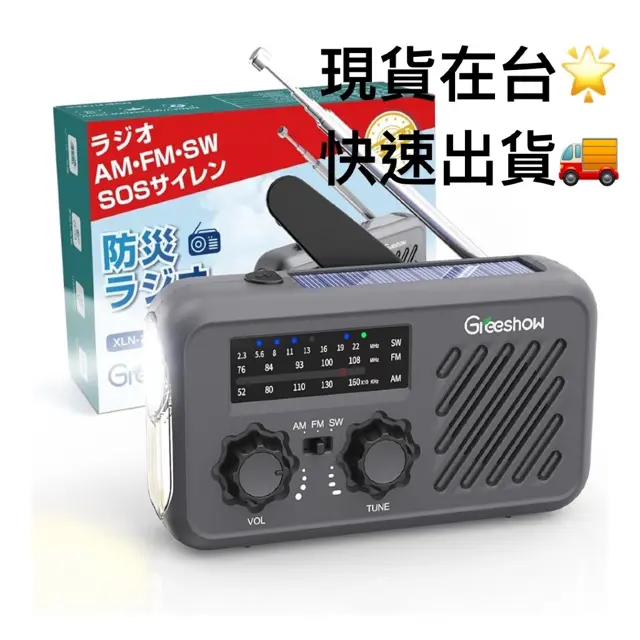 現貨在台🌟
快速出貨🚚
ラジオ
AM・FM・SW
SOSサイレン
防災
ラジオ
Greeshow
2.3 5.6 8 11 13 16 19 22 MHz SW
76 84 93 100 108 MHz FM
52 80 110 130 160 X10 KHz AM
AM FM SW
VOL
TUNE